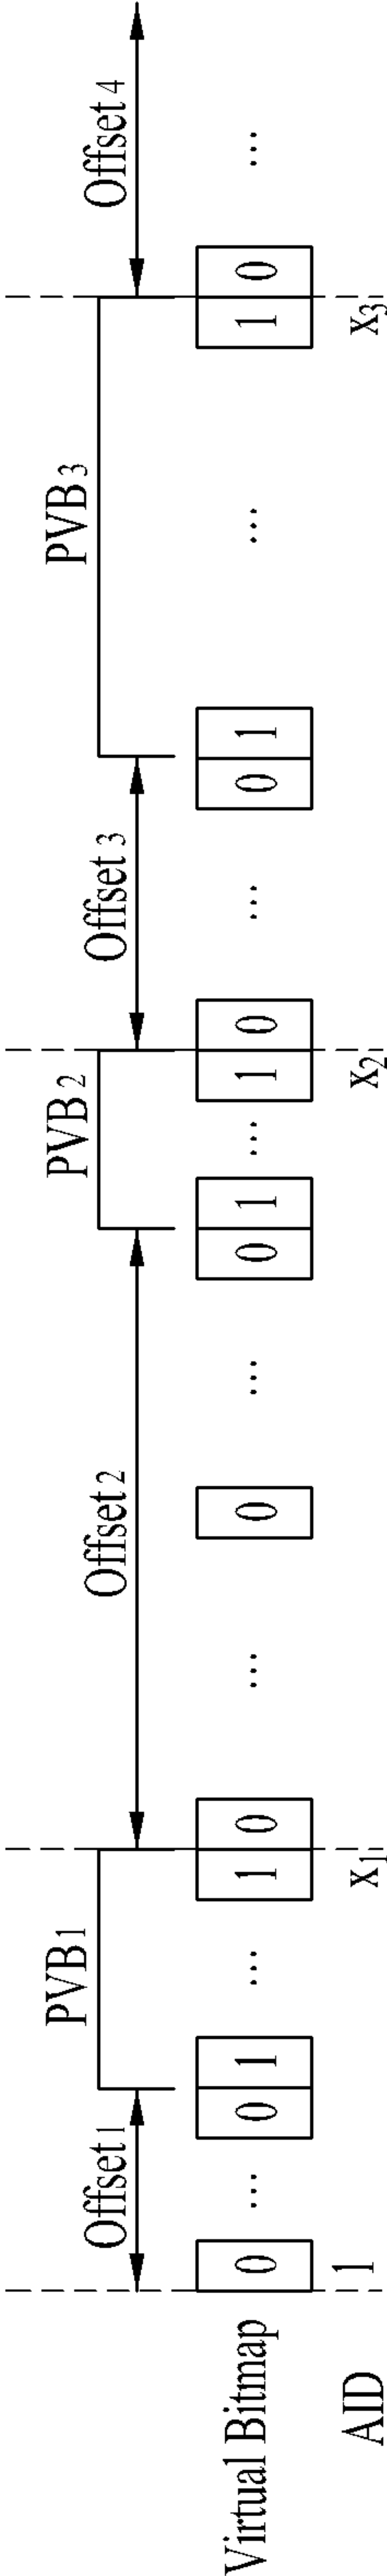 PVB1 PVB2 PVB3
Offset1 Offset2 Offset3 Offset4
Virtual Bitmap 0 ... 0 1 ... 1 0 ... 0 ... 0 1 ... 1 0 ... 0 1 ... 1 0 ...
AID 1 x1 x2 x3